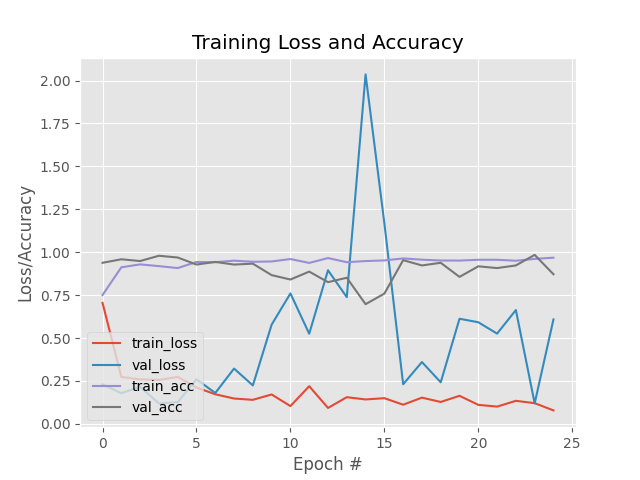 Training Loss and Accuracy
Loss/Accuracy
2.00
1.75
1.50
1.25
1.00
0.75
0.50
0.25
0.00
train_loss
val_loss
train_acc
val_acc
0 5 10 15 20 25
Epoch #